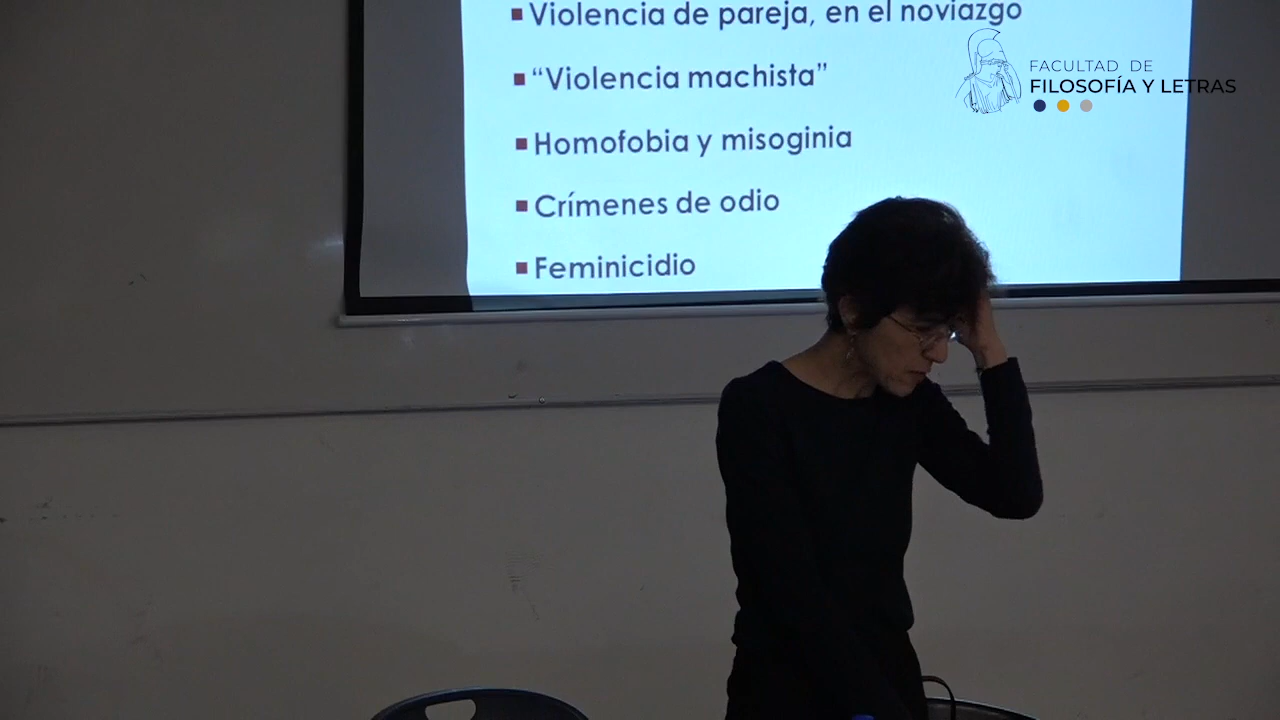 Violencia de pareja, en el noviazgo
“Violencia machista”
Homofobia y misoginia
Crímenes de odio
Feminicidio
FACULTAD DE
FILOSOFÍA Y LETRAS